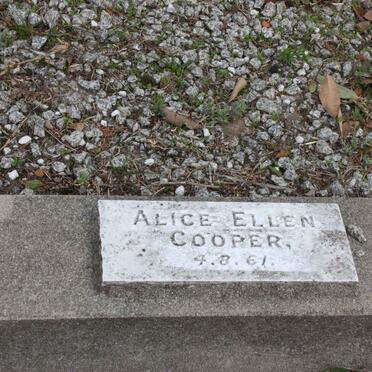 ALICE ELLEN
COOPER,
4.8.61.